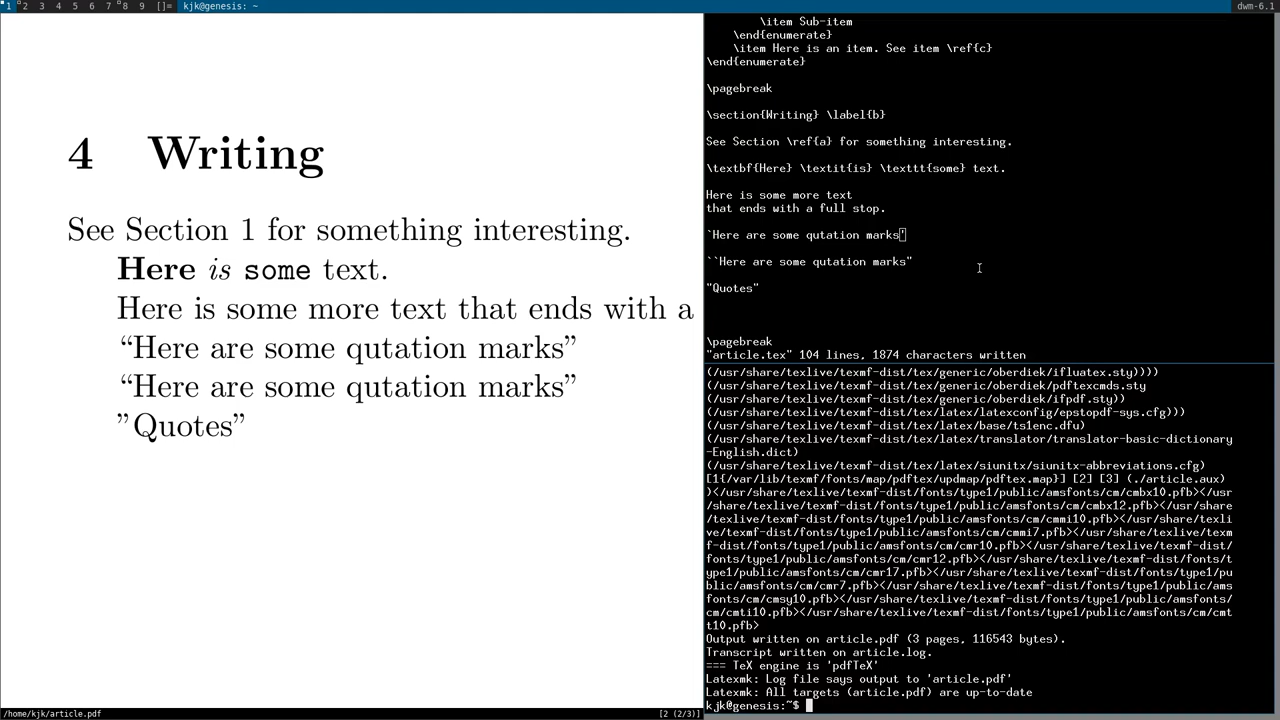 1 2 3 4 5 6 7 8 9 []= kjk@genesis: ~ dwm-6.1
4 Writing
See Section 1 for something interesting.
Here is some text.
Here is some more text that ends with a
“Here are some qutation marks”
“Here are some qutation marks”
”Quotes”
/home/kjk/article.pdf [2 (2/3)]
\item Sub-item
\end{enumerate}
\item Here is an item. See item \ref{c}
\end{enumerate}
\pagebreak
\section{Writing} \label{b}
See Section \ref{a} for something interesting.
\textbf{Here} \textit{is} \texttt{some} text.
Here is some more text
that ends with a full stop.
`Here are some qutation marks'
``Here are some qutation marks"
"Quotes"
\pagebreak
"article.tex" 104 lines, 1874 characters written
(/usr/share/texlive/texmf-dist/tex/generic/oberdiek/ifluatex.sty))))
(/usr/share/texlive/texmf-dist/tex/generic/oberdiek/pdftexcmds.sty
(/usr/share/texlive/texmf-dist/tex/generic/oberdiek/ifpdf.sty))
(/usr/share/texlive/texmf-dist/tex/latex/latexconfig/epstopdf-sys.cfg)))
(/usr/share/texlive/texmf-dist/tex/latex/base/ts1enc.dfu)
(/usr/share/texlive/texmf-dist/tex/latex/translator/translator-basic-dictionary
-English.dict)
(/usr/share/texlive/texmf-dist/tex/latex/siunitx/siunitx-abbreviations.cfg)
[1{/var/lib/texmf/fonts/map/pdftex/updmap/pdftex.map}] [2] [3] (./article.aux)
)</usr/share/texlive/texmf-dist/fonts/type1/public/amsfonts/cm/cmbx10.pfb></usr
/share/texlive/texmf-dist/fonts/type1/public/amsfonts/cm/cmbx12.pfb></usr/share
/texlive/texmf-dist/fonts/type1/public/amsfonts/cm/cmmi10.pfb></usr/share/texli
ve/texmf-dist/fonts/type1/public/amsfonts/cm/cmmi7.pfb></usr/share/texlive/texm
f-dist/fonts/type1/public/amsfonts/cm/cmr10.pfb></usr/share/texlive/texmf-dist/
fonts/type1/public/amsfonts/cm/cmr12.pfb></usr/share/texlive/texmf-dist/fonts/t
ype1/public/amsfonts/cm/cmr17.pfb></usr/share/texlive/texmf-dist/fonts/type1/pu
blic/amsfonts/cm/cmr7.pfb></usr/share/texlive/texmf-dist/fonts/type1/public/ams
fonts/cm/cmsy10.pfb></usr/share/texlive/texmf-dist/fonts/type1/public/amsfonts/
cm/cmti10.pfb></usr/share/texlive/texmf-dist/fonts/type1/public/amsfonts/cm/cmt
t10.pfb>
Output written on article.pdf (3 pages, 116543 bytes).
Transcript written on article.log.
=== TeX engine is 'pdfTeX'
Latexmk: Log file says output to 'article.pdf'
Latexmk: All targets (article.pdf) are up-to-date
kjk@genesis:~$